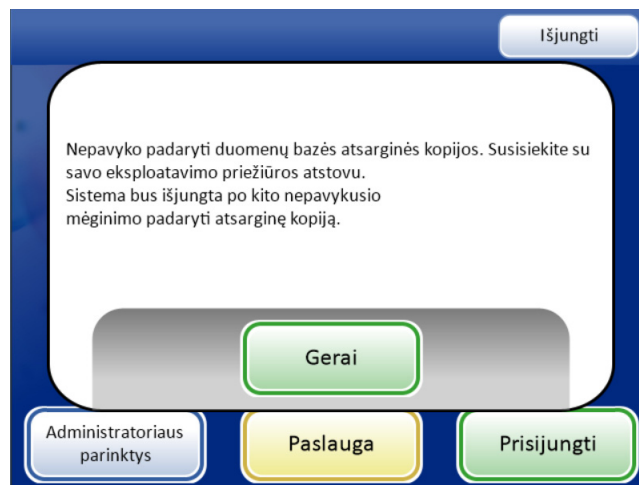 Išjungti
Nepavyko padaryti duomenų bazės atsarginės kopijos. Susisiekite su
savo eksploatavimo priežiūros atstovu.
Sistema bus išjungta po kito nepavykusio
mėginimo padaryti atsarginę kopiją.
Gerai
Administratoriaus
parinktys
Paslauga
Prisijungti